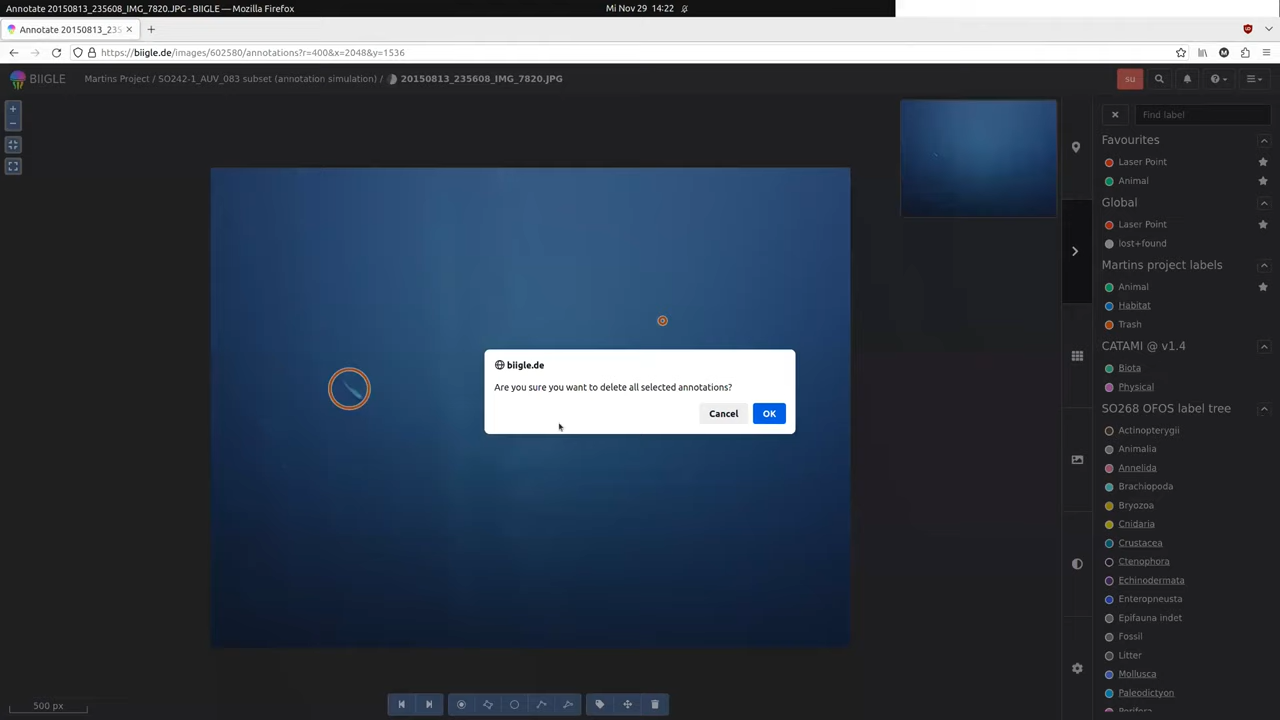 Annotate 20150813_235608_IMG_7820.JPG - BIIGLE — Mozilla Firefox
Mi Nov 29 14:22
Annotate 20150813_235
https://biigle.de/images/602580/annotations?r=400&x=2048&y=1536
BIIGLE
Martins Project / SO242-1_AUV_083 subset (annotation simulation) / 20150813_235608_IMG_7820.JPG
su
Find label
Favourites
Laser Point
Animal
Global
Laser Point
lost+found
Martins project labels
Animal
Habitat
Trash
CATAMI @ v1.4
Biota
Physical
SO268 OFOS label tree
Actinopterygii
Animalia
Annelida
Brachiopoda
Bryozoa
Cnidaria
Crustacea
Ctenophora
Echinodermata
Enteropneusta
Epifauna indet
Fossil
Litter
Mollusca
Paleodictyon
Porifera
biigle.de
Are you sure you want to delete all selected annotations?
Cancel
OK
500 px